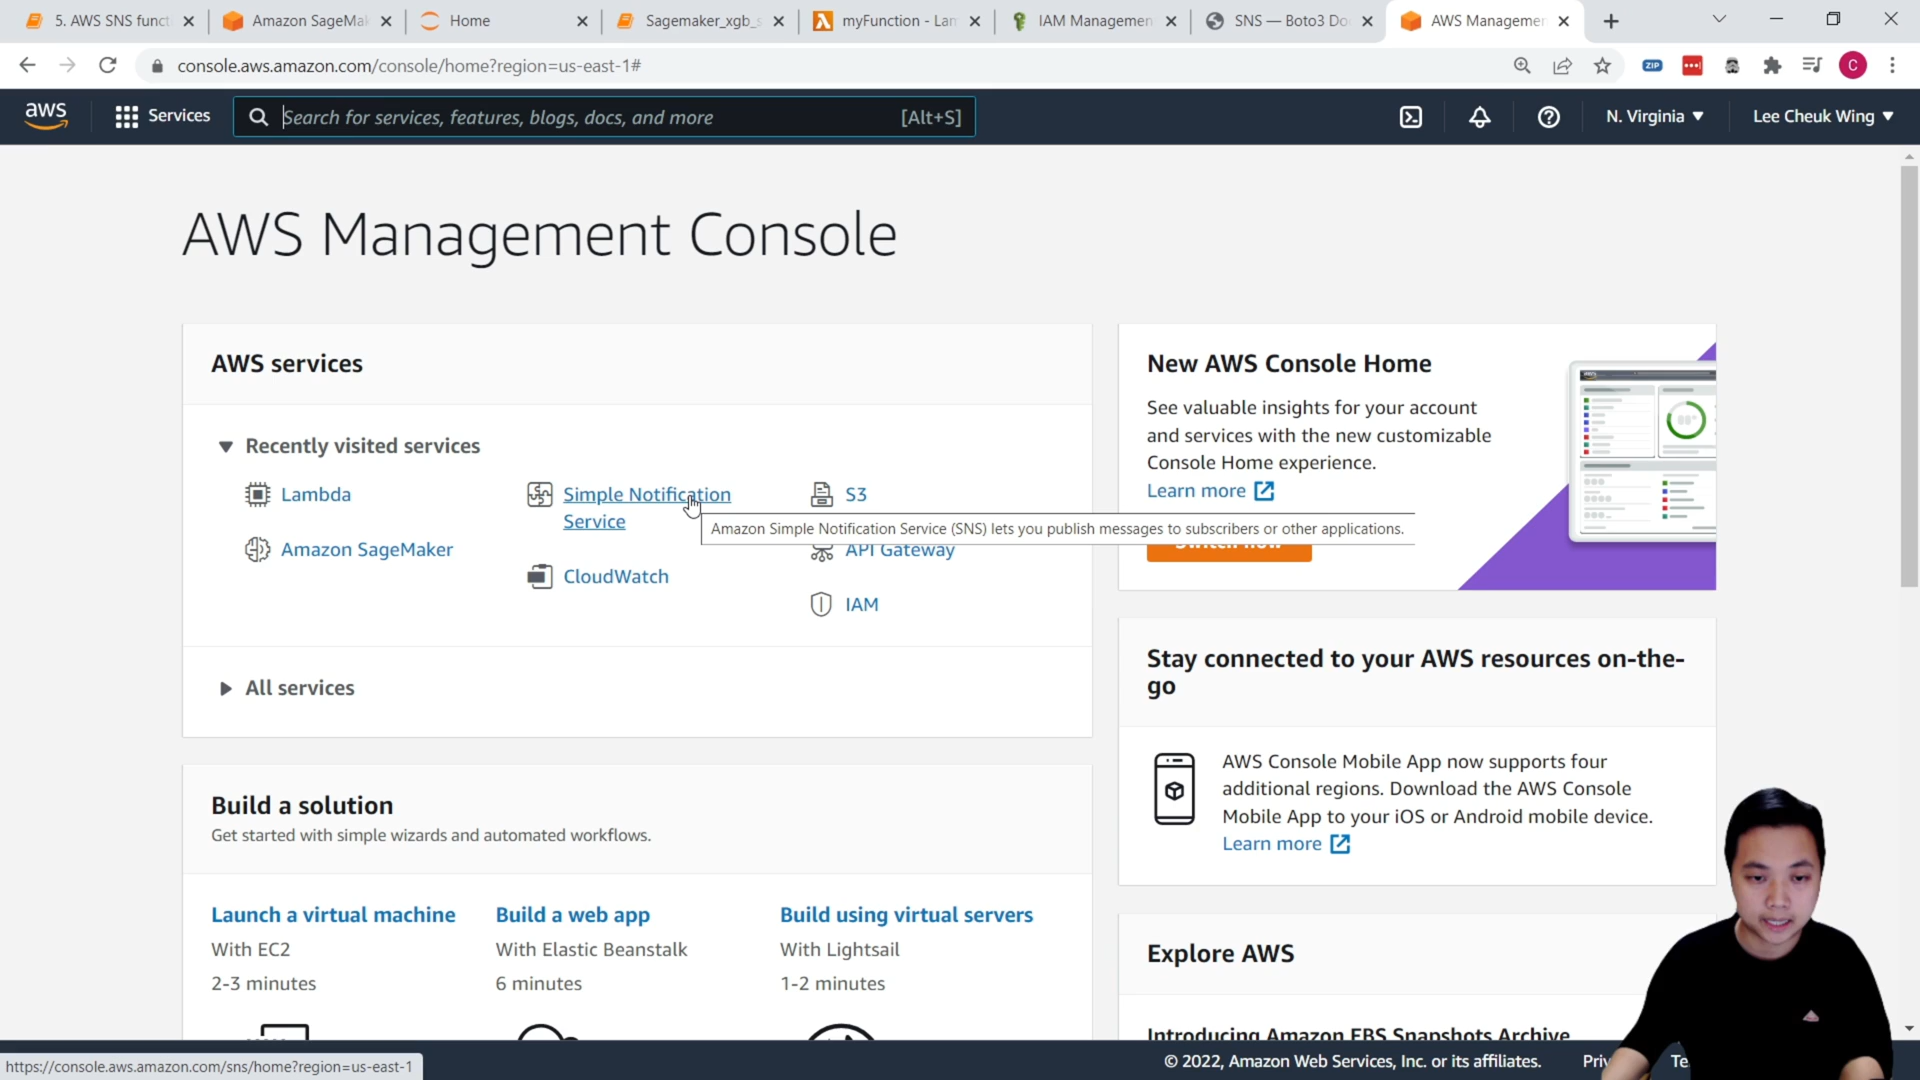 5. AWS SNS funct
Amazon SageMa
Home
Sagemaker_xgb_s
myFunction - Lam
IAM Managemen
SNS — Boto3 Do
AWS Managemen
console.aws.amazon.com/console/home?region=us-east-1#
ZIP
C
aws
Services
Search for services, features, blogs, docs, and more
[Alt+S]
N. Virginia
Lee Cheuk Wing
AWS Management Console
AWS services
Recently visited services
Lambda
Simple Notification
Service
S3
Amazon Simple Notification Service (SNS) lets you publish messages to subscribers or other applications.
Amazon SageMaker
API Gateway
CloudWatch
IAM
All services
New AWS Console Home
See valuable insights for your account
and services with the new customizable
Console Home experience.
Learn more
Stay connected to your AWS resources on-the-
go
AWS Console Mobile App now supports four
additional regions. Download the AWS Console
Mobile App to your iOS or Android mobile device.
Learn more
Build a solution
Get started with simple wizards and automated workflows.
Launch a virtual machine
With EC2
2-3 minutes
Build a web app
With Elastic Beanstalk
6 minutes
Build using virtual servers
With Lightsail
1-2 minutes
Explore AWS
Introducing Amazon EBS Snapshots Archive
https://console.aws.amazon.com/sns/home?region=us-east-1
© 2022, Amazon Web Services, Inc. or its affiliates.
Priv
Te